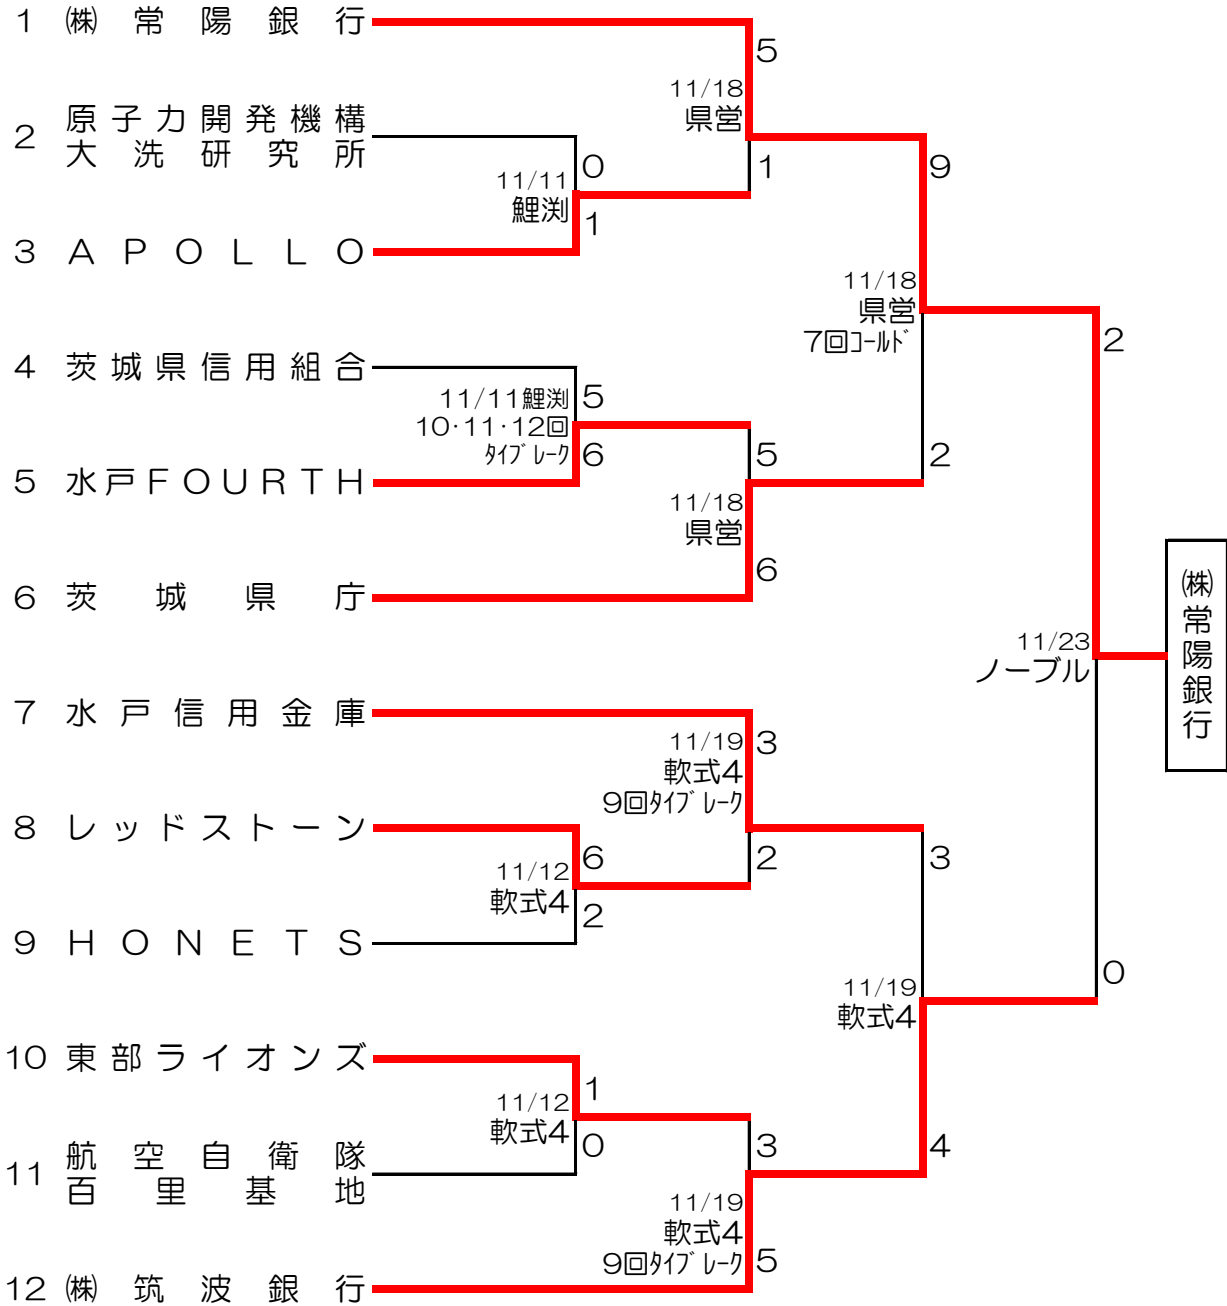 1 ㈱常陽銀行
5
11/18
県営
2 原子力開発機構
大洗研究所
0
1
9
11/11
鯉渕
1
3 APOLLO
11/18
県営
7回ｺｰﾙﾄﾞ
2
4 茨城県信用組合
11/11鯉渕
5
10・11・12回
ﾀｲﾌﾞﾚｰｸ
6
5
2
5 水戸FOURTH
11/18
県営
6
6 茨城県庁
㈱常陽銀行
11/23
ノーブル
7 水戸信用金庫
11/19
3
軟式4
9回ﾀｲﾌﾞﾚｰｸ
8 レッドストーン
6
2
3
11/12
軟式4
2
9 HONETS
0
11/19
軟式4
10 東部ライオンズ
1
11/12
軟式4
0
3
4
11 航空自衛隊
百里基地
11/19
軟式4
9回ﾀｲﾌﾞﾚｰｸ
5
12 ㈱筑波銀行